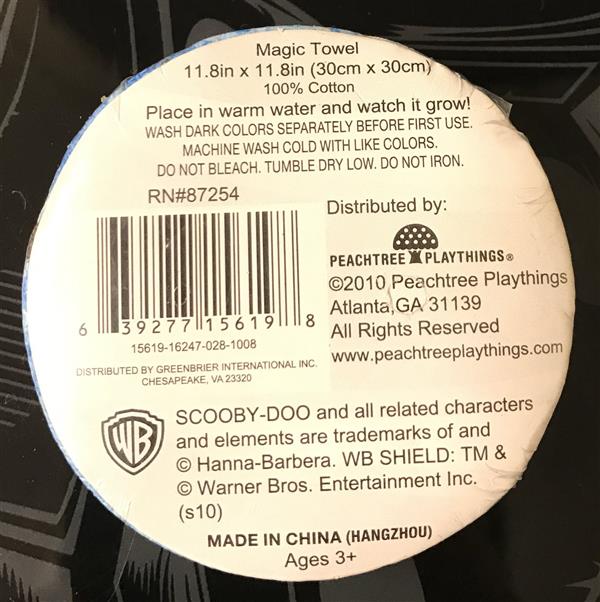 Magic Towel
11.8in x 11.8in (30cm x 30cm)
100% Cotton
Place in warm water and watch it grow!
WASH DARK COLORS SEPARATELY BEFORE FIRST USE.
MACHINE WASH COLD WITH LIKE COLORS.
DO NOT BLEACH. TUMBLE DRY LOW. DO NOT IRON.
RN#87254
6 39277 15619 8
15619-16247-028-1008
DISTRIBUTED BY GREENBRIER INTERNATIONAL INC.
CHESAPEAKE, VA 23320
Distributed by:
PEACHTREE PLAYTHINGS®
©2010 Peachtree Playthings
Atlanta,GA 31139
All Rights Reserved
www.peachtreeplaythings.com
WB
SCOOBY-DOO and all related characters
and elements are trademarks of and
© Hanna-Barbera. WB SHIELD: TM &
© Warner Bros. Entertainment Inc.
(s10)
MADE IN CHINA (HANGZHOU)
Ages 3+